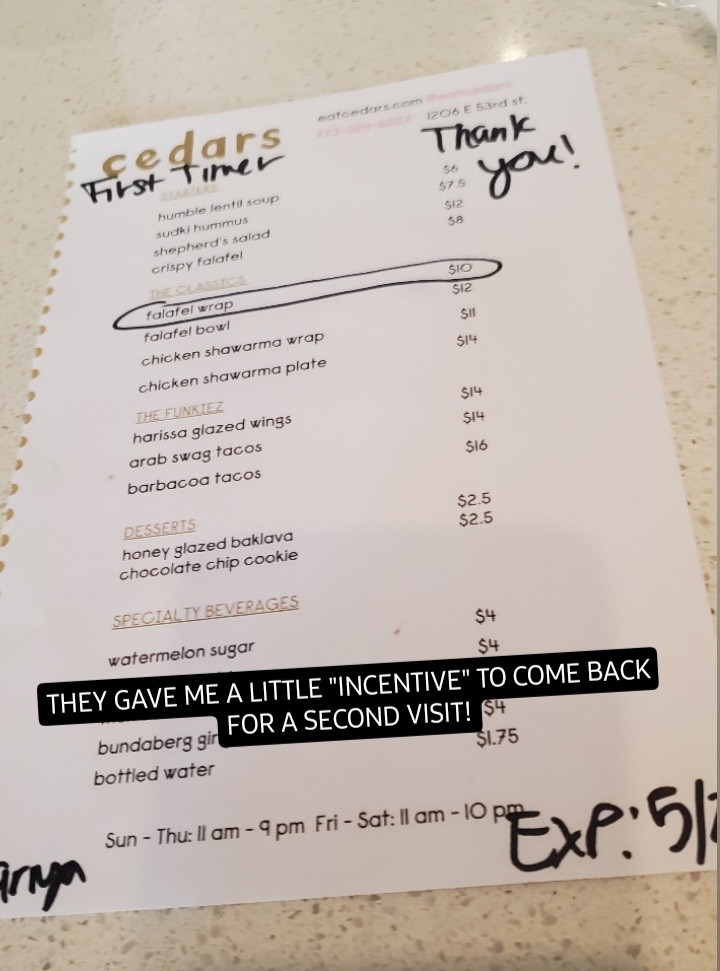 eatcedars.com @eatcedars
1206 E 53rd st.
cedars
First Timer
Thank
you!
STARTERS
humble lentil soup $6
sudki hummus $7.5
shepherd's salad $12
crispy falafel $8
THE CLASSICS
falafel wrap $10
falafel bowl $12
chicken shawarma wrap $11
chicken shawarma plate $14
THE FUNKIEZ
harissa glazed wings $14
arab swag tacos $14
barbacoa tacos $16
DESSERTS
honey glazed baklava $2.5
chocolate chip cookie $2.5
SPECIALTY BEVERAGES
watermelon sugar $4
$4
THEY GAVE ME A LITTLE "INCENTIVE" TO COME BACK
FOR A SECOND VISIT!
$4
bundaberg gin
bottled water $1.75
Sun - Thu: 11 am - 9 pm Fri - Sat: 11 am - 10 pm
Exp: 5/